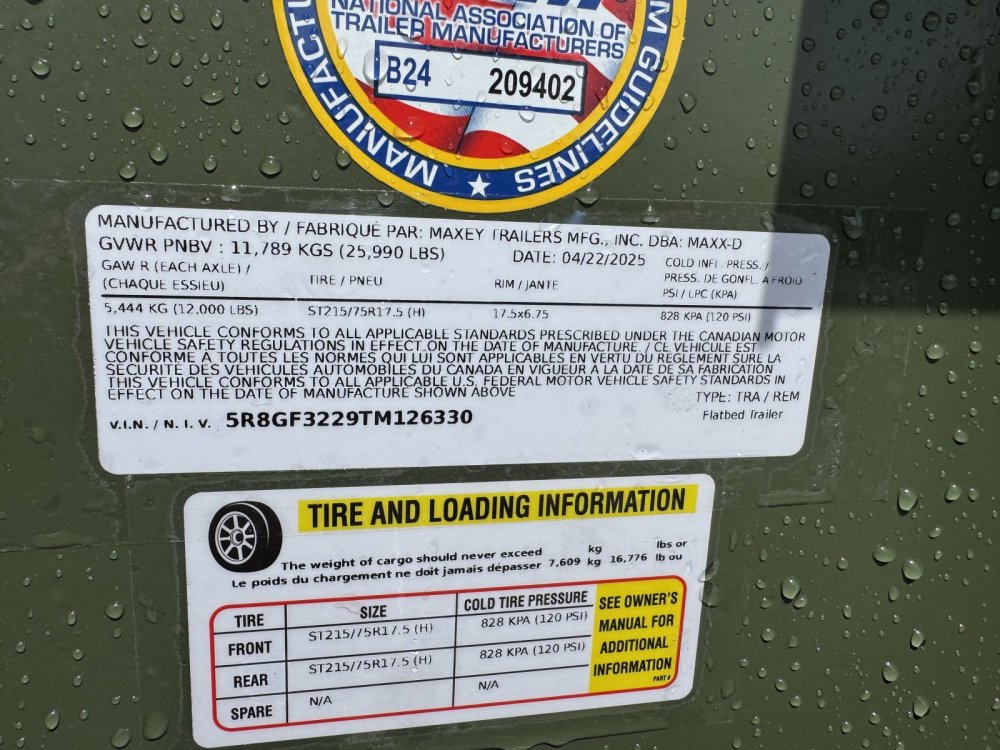 NATIONAL ASSOCIATION OF
TRAILER MANUFACTURERS
B24 209402
M GUIDELINES ★ MANUFACTU
MANUFACTURED BY / FABRIQUÉ PAR: MAXEY TRAILERS MFG., INC. DBA: MAXX-D
GVWR PNBV : 11,789 KGS (25,990 LBS) DATE: 04/22/2025
GAW R (EACH AXLE) / TIRE / PNEU RIM / JANTE COLD INFL. PRESS. /
(CHAQUE ESSIEU) PRESS. DE GONFL. A FROID
PSI / LPC (KPA)
5,444 KG (12,000 LBS) ST215/75R17.5 (H) 17.5x6.75 828 KPA (120 PSI)
THIS VEHICLE CONFORMS TO ALL APPLICABLE STANDARDS PRESCRIBED UNDER THE CANADIAN MOTOR
VEHICLE SAFETY REGULATIONS IN EFFECT ON THE DATE OF MANUFACTURE / CE VEHICULE EST
CONFORME A TOUTES LES NORMES QUI LUI SONT APPLICABLES EN VERTU DU REGLEMENT SURE LA
SECURITE DES VEHICULES AUTOMOBILES DU CANADA EN VIGUEUR A LA DATE DE SA FABRICATION
THIS VEHICLE CONFORMS TO ALL APPLICABLE U.S. FEDERAL MOTOR VEHICLE SAFETY STANDARDS IN
EFFECT ON THE DATE OF MANUFACTURE SHOWN ABOVE TYPE: TRA / REM
V.I.N. / N. I. V. 5R8GF3229TM126330 Flatbed Trailer
TIRE AND LOADING INFORMATION
The weight of cargo should never exceed kg lbs or
Le poids du chargement ne doit jamais dépasser 7,609 kg 16,776 lb ou
TIRE SIZE COLD TIRE PRESSURE
FRONT ST215/75R17.5 (H) 828 KPA (120 PSI)
REAR ST215/75R17.5 (H) 828 KPA (120 PSI)
SPARE N/A N/A
SEE OWNER'S
MANUAL FOR
ADDITIONAL
INFORMATION
PART #